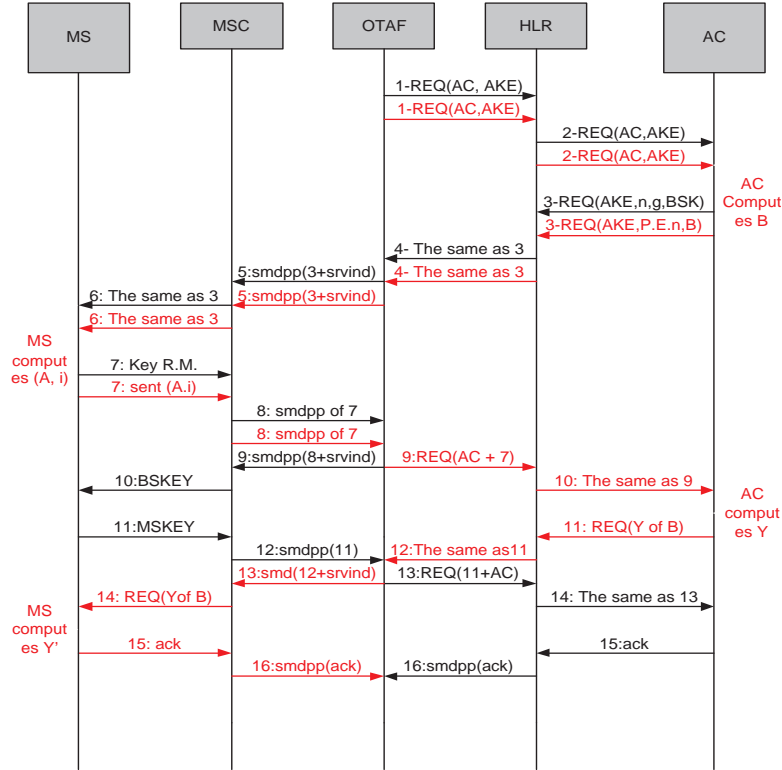 MS
MSC
OTAF
HLR
AC
1-REQ(AC, AKE)
1-REQ(AC,AKE)
2-REQ(AC,AKE)
2-REQ(AC,AKE)
AC
Comput
es B
3-REQ(AKE,n,g,BSK)
3-REQ(AKE,P.E.n,B)
4- The same as 3
4- The same as 3
5:smdpp(3+srvind)
5:smdpp(3+srvind)
6: The same as 3
6: The same as 3
MS
comput
es (A, i)
7: Key R.M.
7: sent (A.i)
8: smdpp of 7
8: smdpp of 7
9:smdpp(8+srvind)
9:REQ(AC + 7)
10:BSKEY
10: The same as 9
AC
comput
es Y
11:MSKEY
11: REQ(Y of B)
12:smdpp(11)
12:The same as11
13:smd(12+srvind)
13:REQ(11+AC)
14: REQ(Yof B)
14: The same as 13
MS
comput
es Y'
15: ack
15:ack
16:smdpp(ack)
16:smdpp(ack)